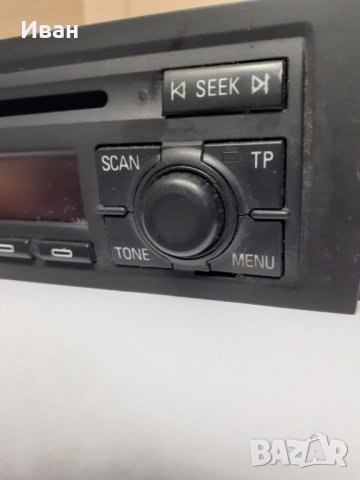 Иван
SEEK
SCAN
TP
TONE
MENU
BAZAR